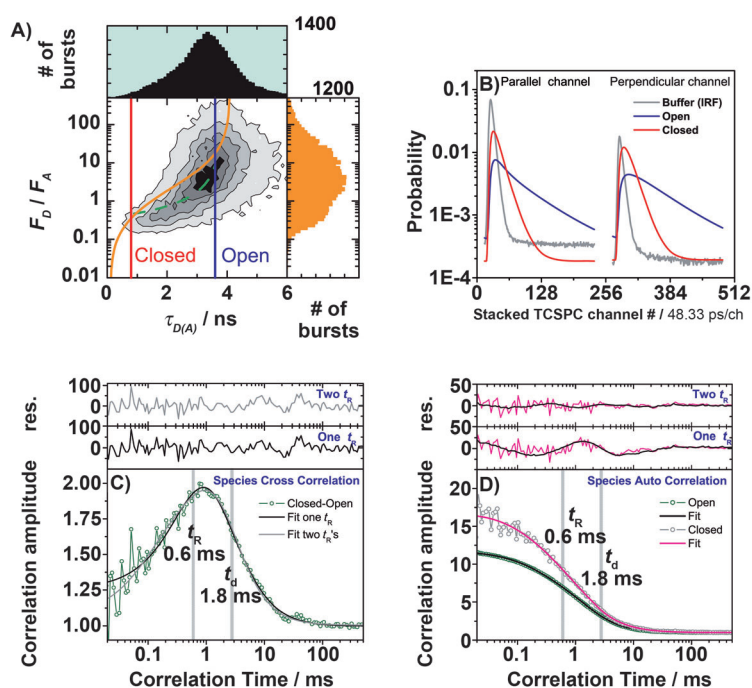 A)
# of
bursts
1400
1200
F_D / F_A
10
1
0.1
0.01
Closed
Open
0
2
4
6
τ_D(A) / ns
# of
bursts
B)
Parallel channel
Perpendicular channel
Buffer (IRF)
Open
Closed
Probability
0.1
0.01
1E-3
1E-4
0
128
256
384
512
Stacked TCSPC channel # / 48.33 ps/ch
res.
100
0
100
0
Two t_R
One t_R
C)
Species Cross Correlation
Closed-Open
Fit one t_R
Fit two t_R's
t_R
0.6 ms
t_d
1.8 ms
Correlation amplitude
2.00
1.75
1.50
1.25
1.00
0.1
1
10
100
Correlation Time / ms
res.
50
0
50
0
Two t_R
One t_R
D)
Species Auto Correlation
Open
Fit
Closed
Fit
t_R
0.6 ms
t_d
1.8 ms
Correlation amplitude
20
15
10
5
0
0.1
1
10
100
Correlation Time / ms